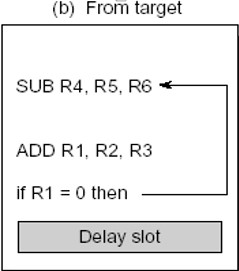 (b) From target
SUB R4, R5, R6
ADD R1, R2, R3
if R1 = 0 then
Delay slot